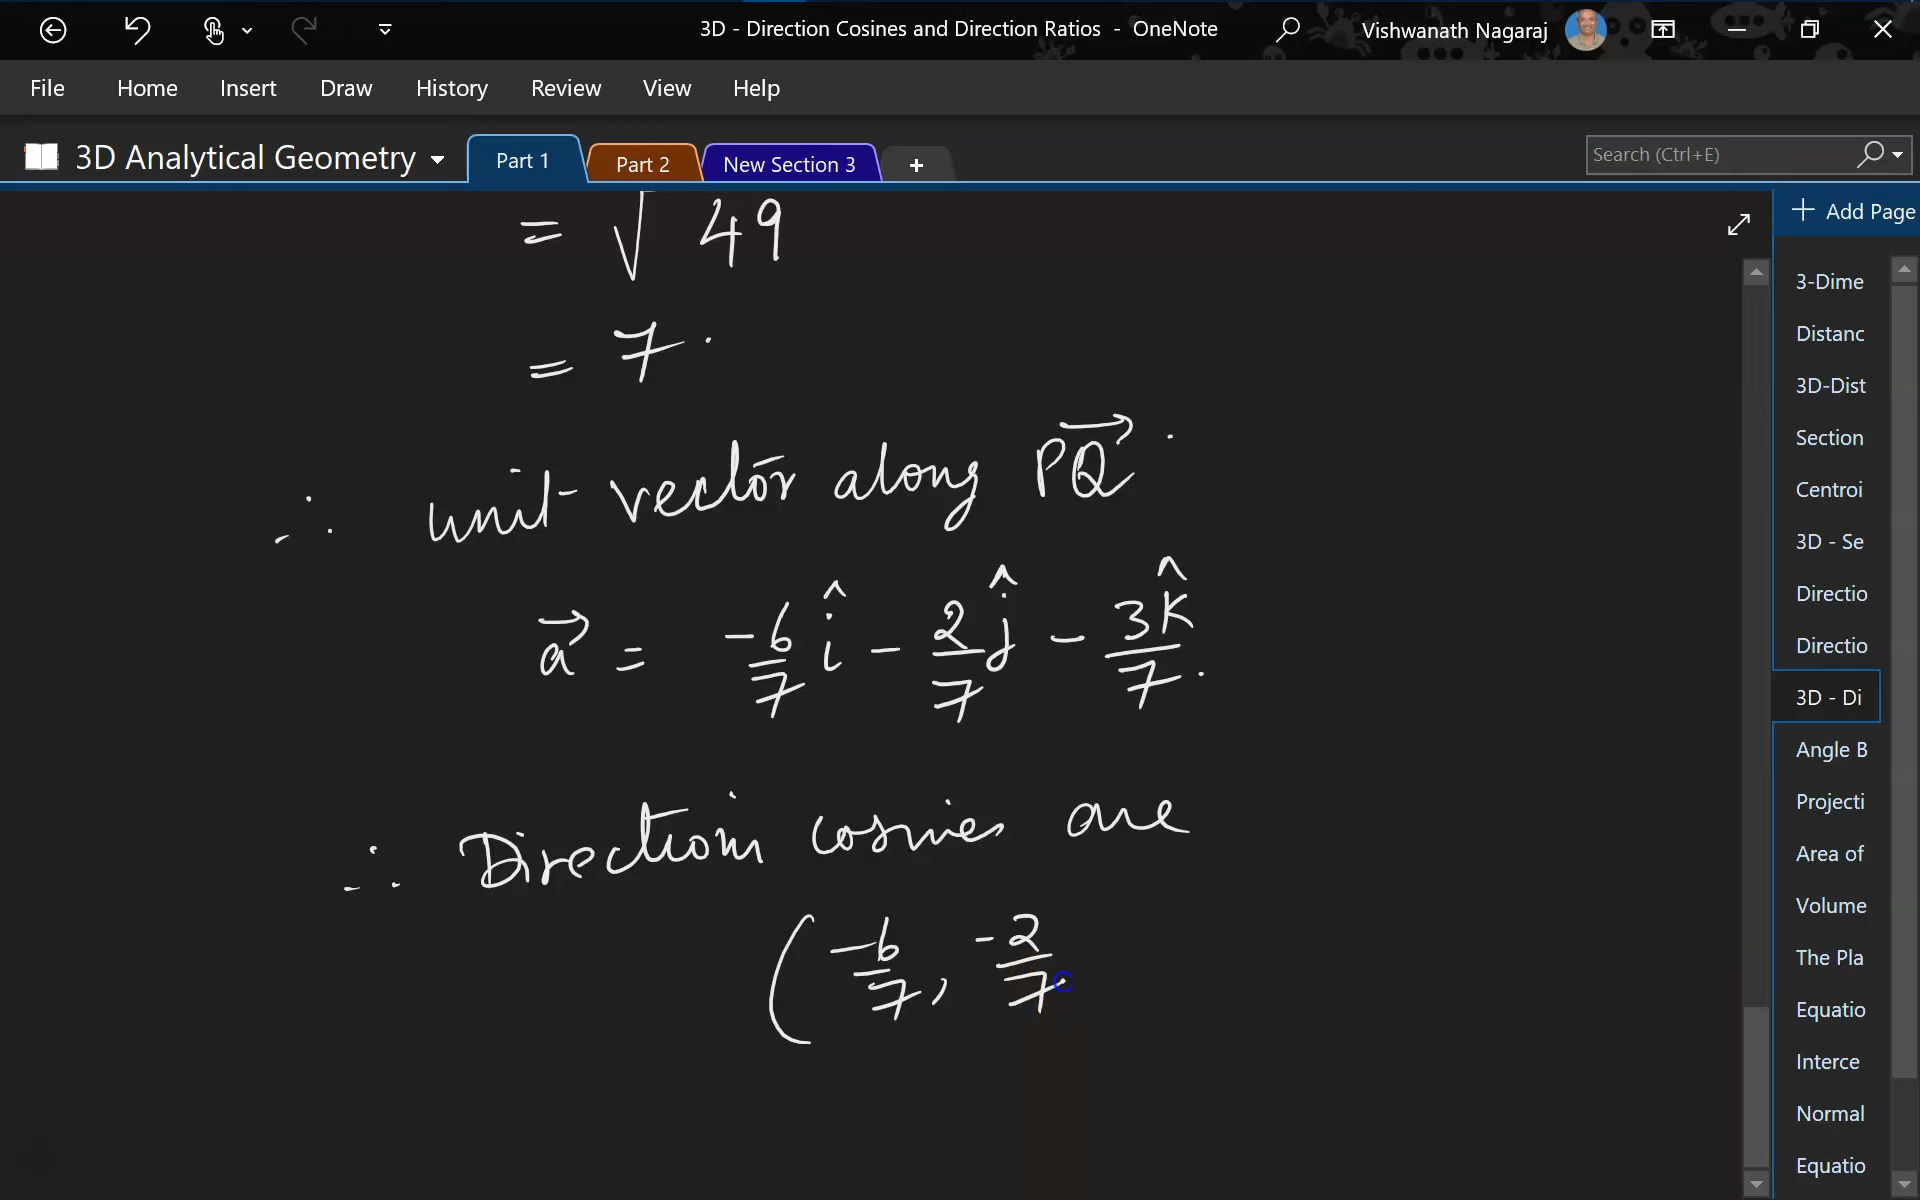 3D - Direction Cosines and Direction Ratios - OneNote
Vishwanath Nagaraj
File Home Insert Draw History Review View Help
3D Analytical Geometry
Part 1 Part 2 New Section 3 +
Search (Ctrl+E)
+ Add Page
3-Dime
Distanc
3D-Dist
Section
Centroi
3D - Se
Directio
Directio
3D - Di
Angle B
Projecti
Area of
Volume
The Pla
Equatio
Interce
Normal
Equatio
= √49
= 7.
∴ unit vector along PQ⃗.
a⃗ = -6/7 î - 2/7 ĵ - 3k̂/7.
∴ Direction cosines are
(-6/7, -2/7